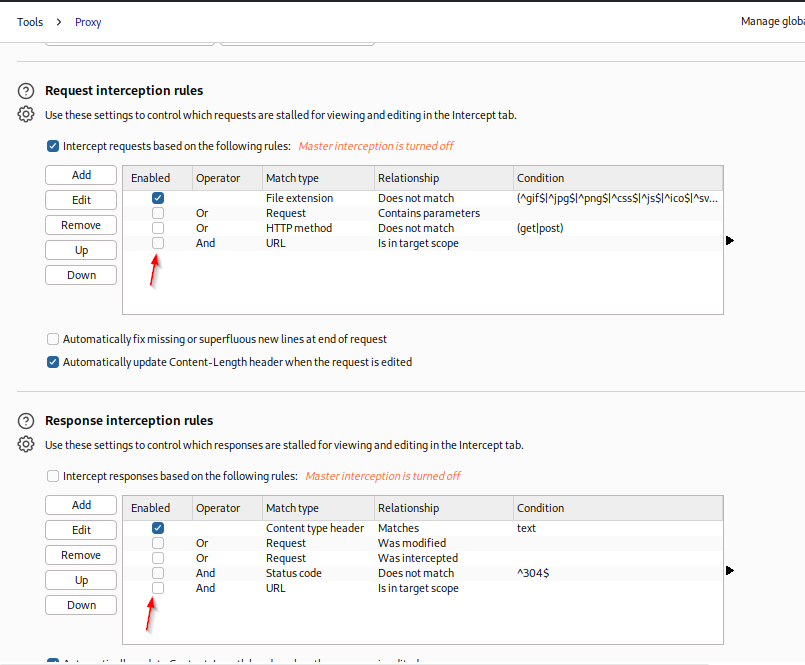 Tools > Proxy Manage globa
Request interception rules
Use these settings to control which requests are stalled for viewing and editing in the Intercept tab.
Intercept requests based on the following rules: Master interception is turned off
Add
Edit
Remove
Up
Down
Enabled Operator Match type Relationship Condition
File extension Does not match (^gif$|^jpg$|^png$|^css$|^js$|^ico$|^sv...
Or Request Contains parameters
Or HTTP method Does not match (get|post)
And URL Is in target scope
Automatically fix missing or superfluous new lines at end of request
Automatically update Content-Length header when the request is edited
Response interception rules
Use these settings to control which responses are stalled for viewing and editing in the Intercept tab.
Intercept responses based on the following rules: Master interception is turned off
Add
Edit
Remove
Up
Down
Enabled Operator Match type Relationship Condition
Content type header Matches text
Or Request Was modified
Or Request Was intercepted
And Status code Does not match ^304$
And URL Is in target scope